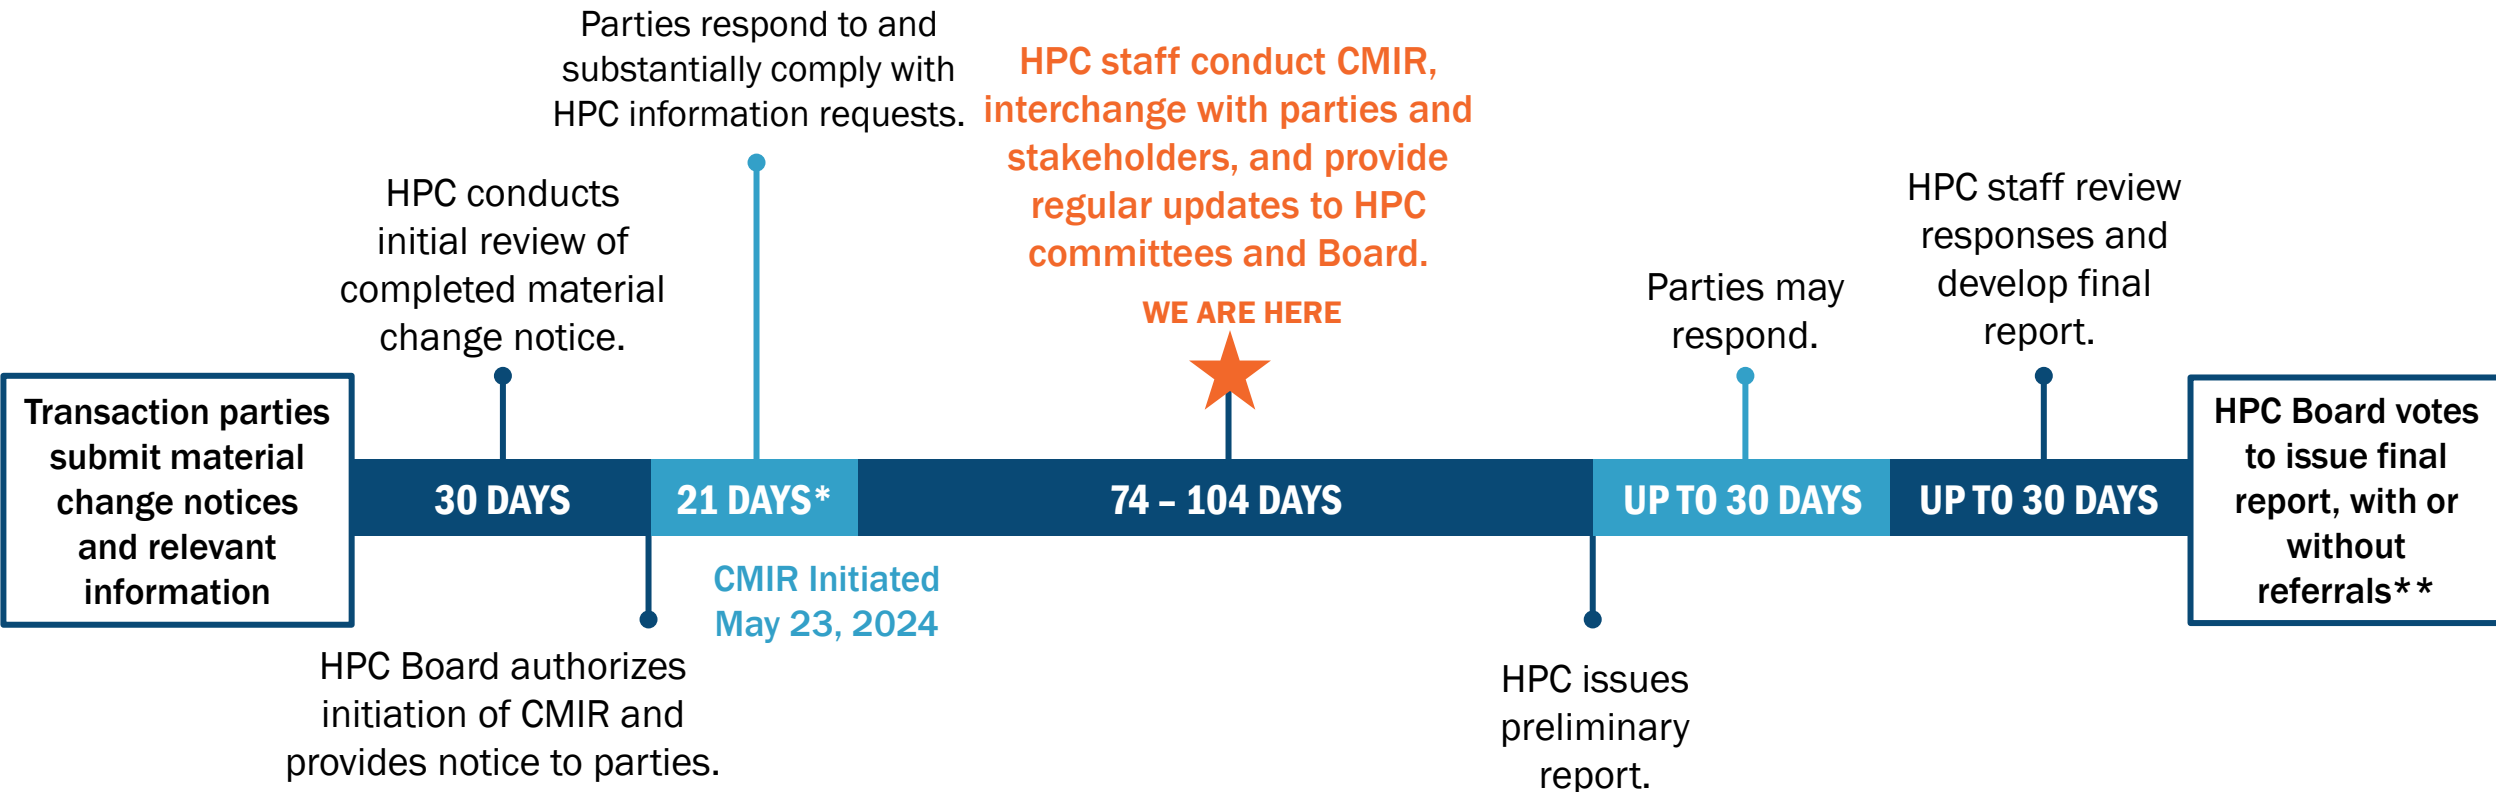 Parties respond to and
substantially comply with
HPC information requests.
HPC staff conduct CMIR,
interchange with parties and
stakeholders, and provide
regular updates to HPC
committees and Board.
WE ARE HERE
HPC conducts
initial review of
completed material
change notice.
Parties may
respond.
HPC staff review
responses and
develop final
report.
Transaction parties
submit material
change notices
and relevant
information
30 DAYS
21 DAYS*
74 – 104 DAYS
UP TO 30 DAYS
UP TO 30 DAYS
HPC Board votes
to issue final
report, with or
without
referrals**
CMIR Initiated
May 23, 2024
HPC Board authorizes
initiation of CMIR and
provides notice to parties.
HPC issues
preliminary
report.